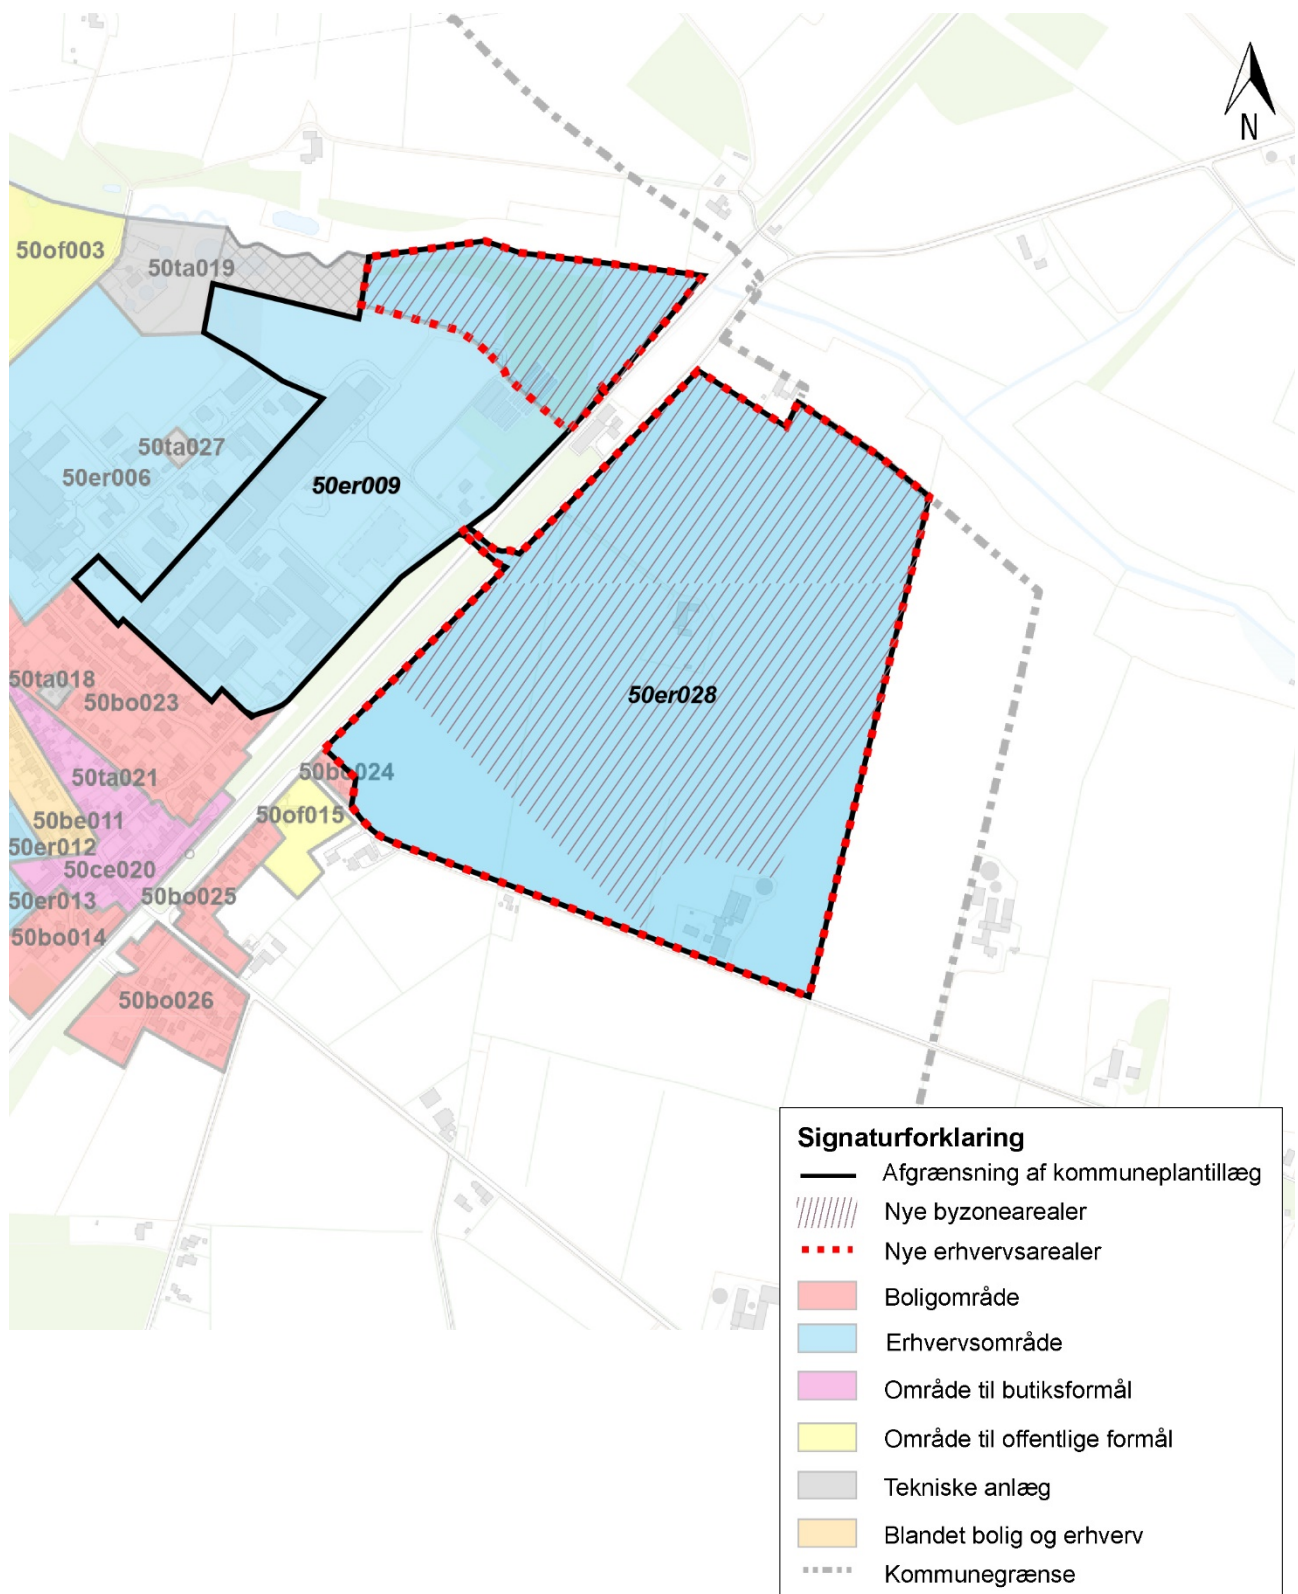 N
50of003
50ta019
50ta027
50er006
50er009
50ta018
50bo023
50er028
50ta021
50bo024
50of015
50be011
50er012
50ce020
50er013
50bo025
50bo014
50bo026
Signaturforklaring
Afgrænsning af kommuneplantillæg
Nye byzonearealer
Nye erhvervsarealer
Boligområde
Erhvervsområde
Område til butiksformål
Område til offentlige formål
Tekniske anlæg
Blandet bolig og erhverv
Kommunegrænse